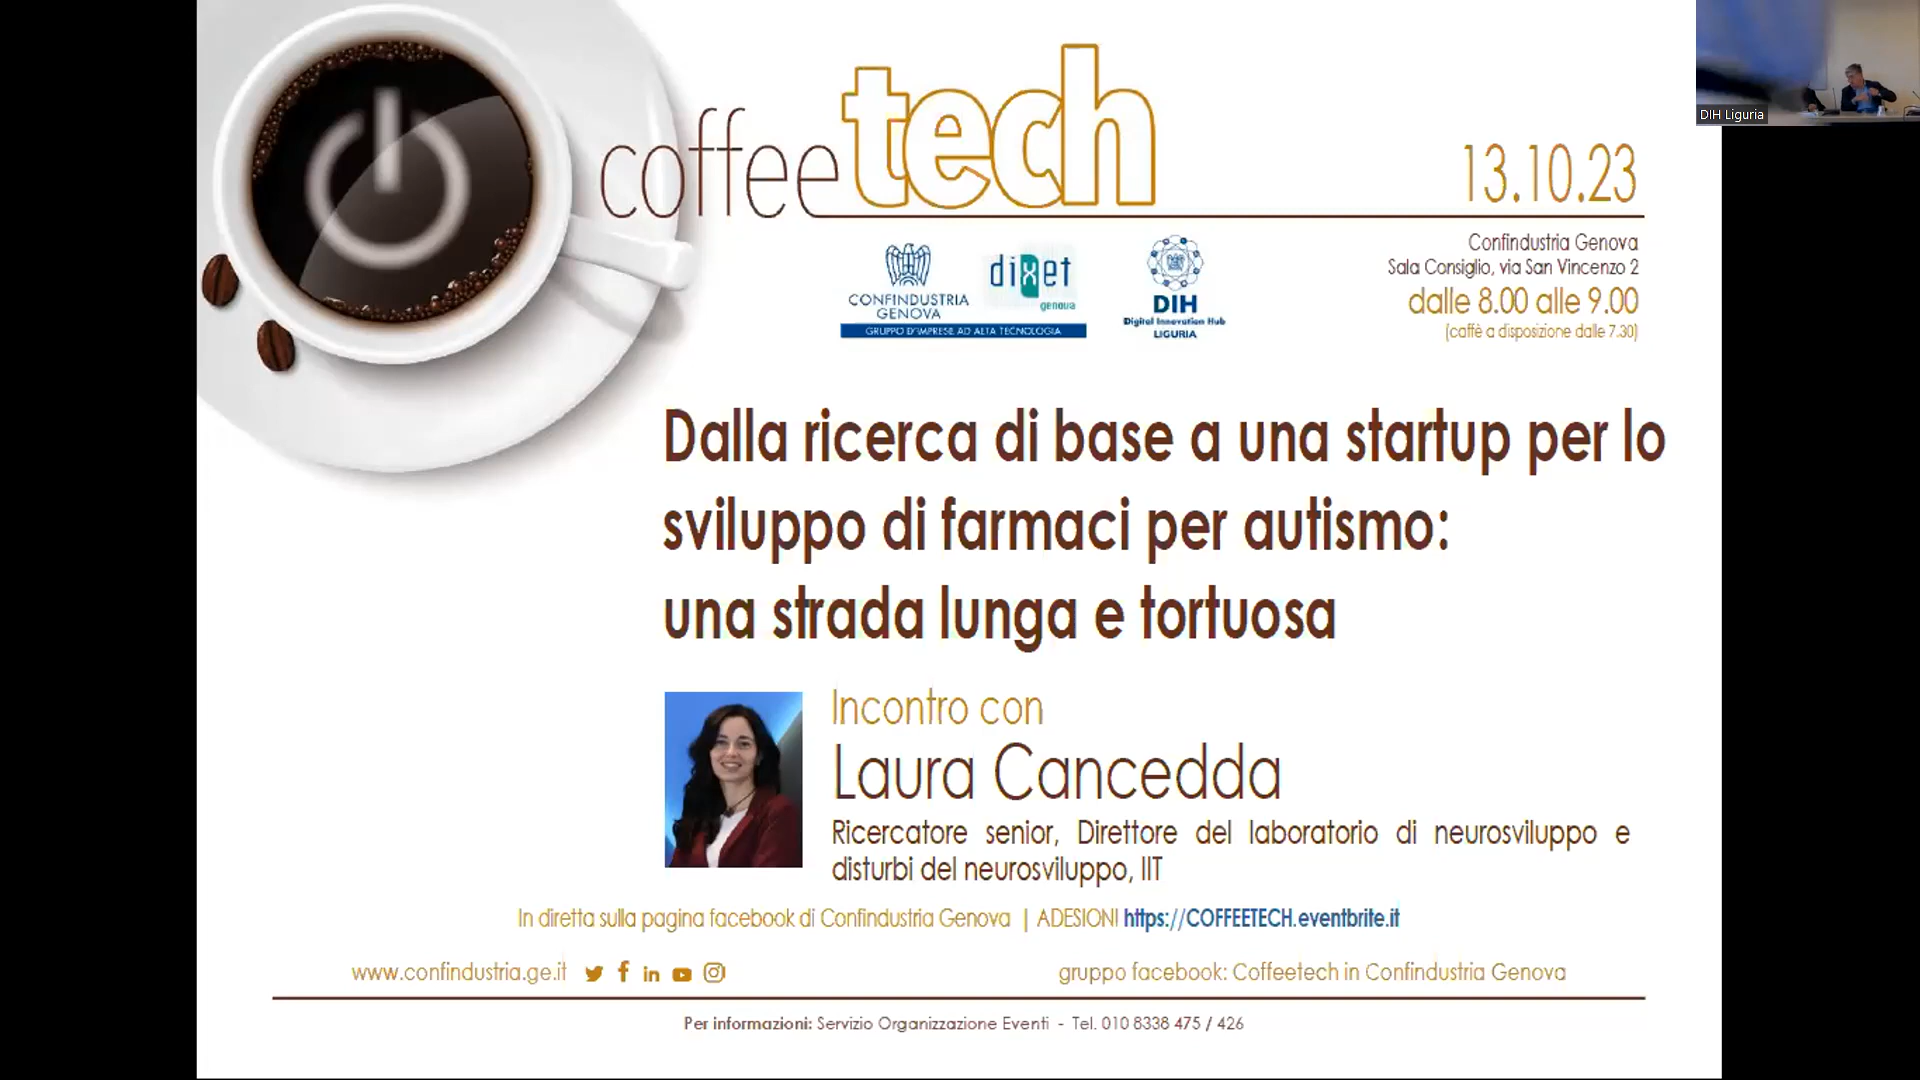 coffeetech
13.10.23
DIH Liguria
Confindustria Genova
Sala Consiglio, via San Vincenzo 2
dalle 8.00 alle 9.00
(caffè a disposizione dalle 7.30)
CONFINDUSTRIA
GENOVA
dixet
genova
GRUPPO D'IMPRESE AD ALTA TECNOLOGIA
DIH
Digital Innovation Hub
LIGURIA
Dalla ricerca di base a una startup per lo
sviluppo di farmaci per autismo:
una strada lunga e tortuosa
Incontro con
Laura Cancedda
Ricercatore senior, Direttore del laboratorio di neurosviluppo e
disturbi del neurosviluppo, IIT
In diretta sulla pagina facebook di Confindustria Genova | ADESIONI https://COFFEETECH.eventbrite.it
www.confindustria.ge.it
gruppo facebook: Coffeetech in Confindustria Genova
Per informazioni: Servizio Organizzazione Eventi - Tel. 010 8338 475 / 426